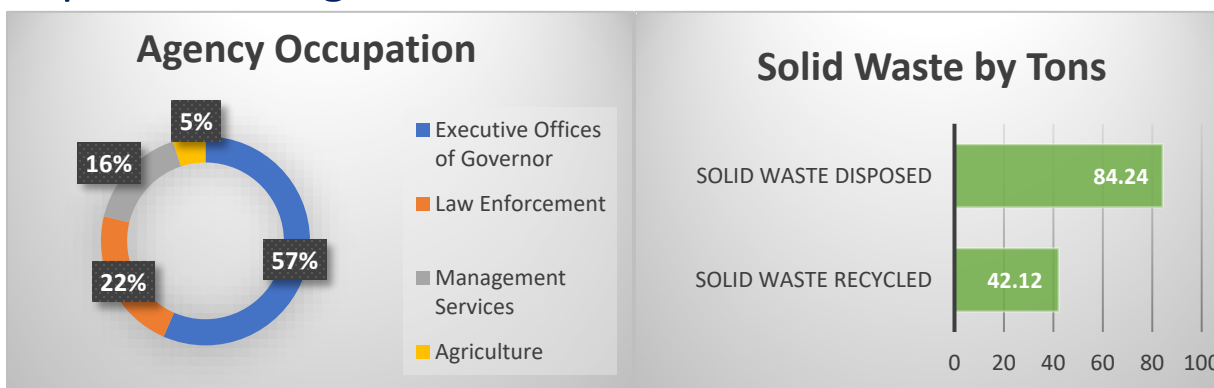 Agency Occupation
5%
16%
57%
22%
Executive Offices
of Governor
Law Enforcement
Management
Services
Agriculture
Solid Waste by Tons
SOLID WASTE DISPOSED
84.24
SOLID WASTE RECYCLED
42.12
0 20 40 60 80 100